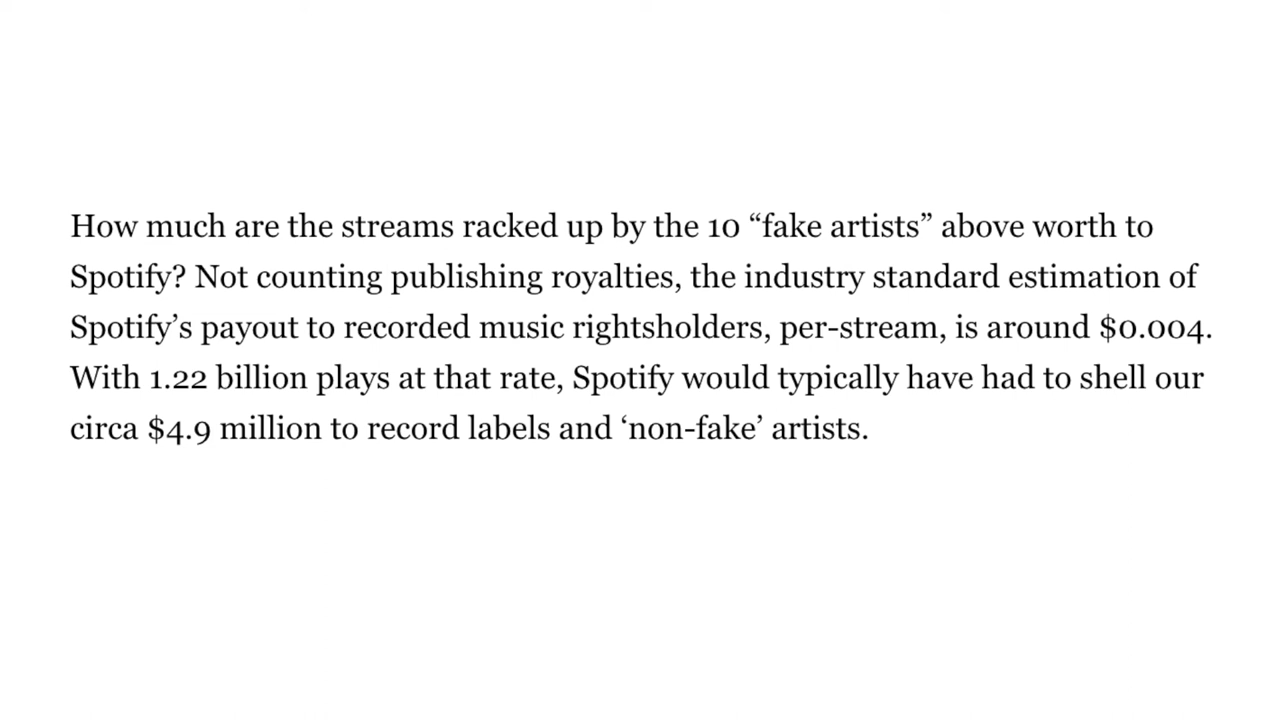 How much are the streams racked up by the 10 “fake artists” above worth to
Spotify? Not counting publishing royalties, the industry standard estimation of
Spotify’s payout to recorded music rightsholders, per-stream, is around $0.004.
With 1.22 billion plays at that rate, Spotify would typically have had to shell our
circa $4.9 million to record labels and ‘non-fake’ artists.